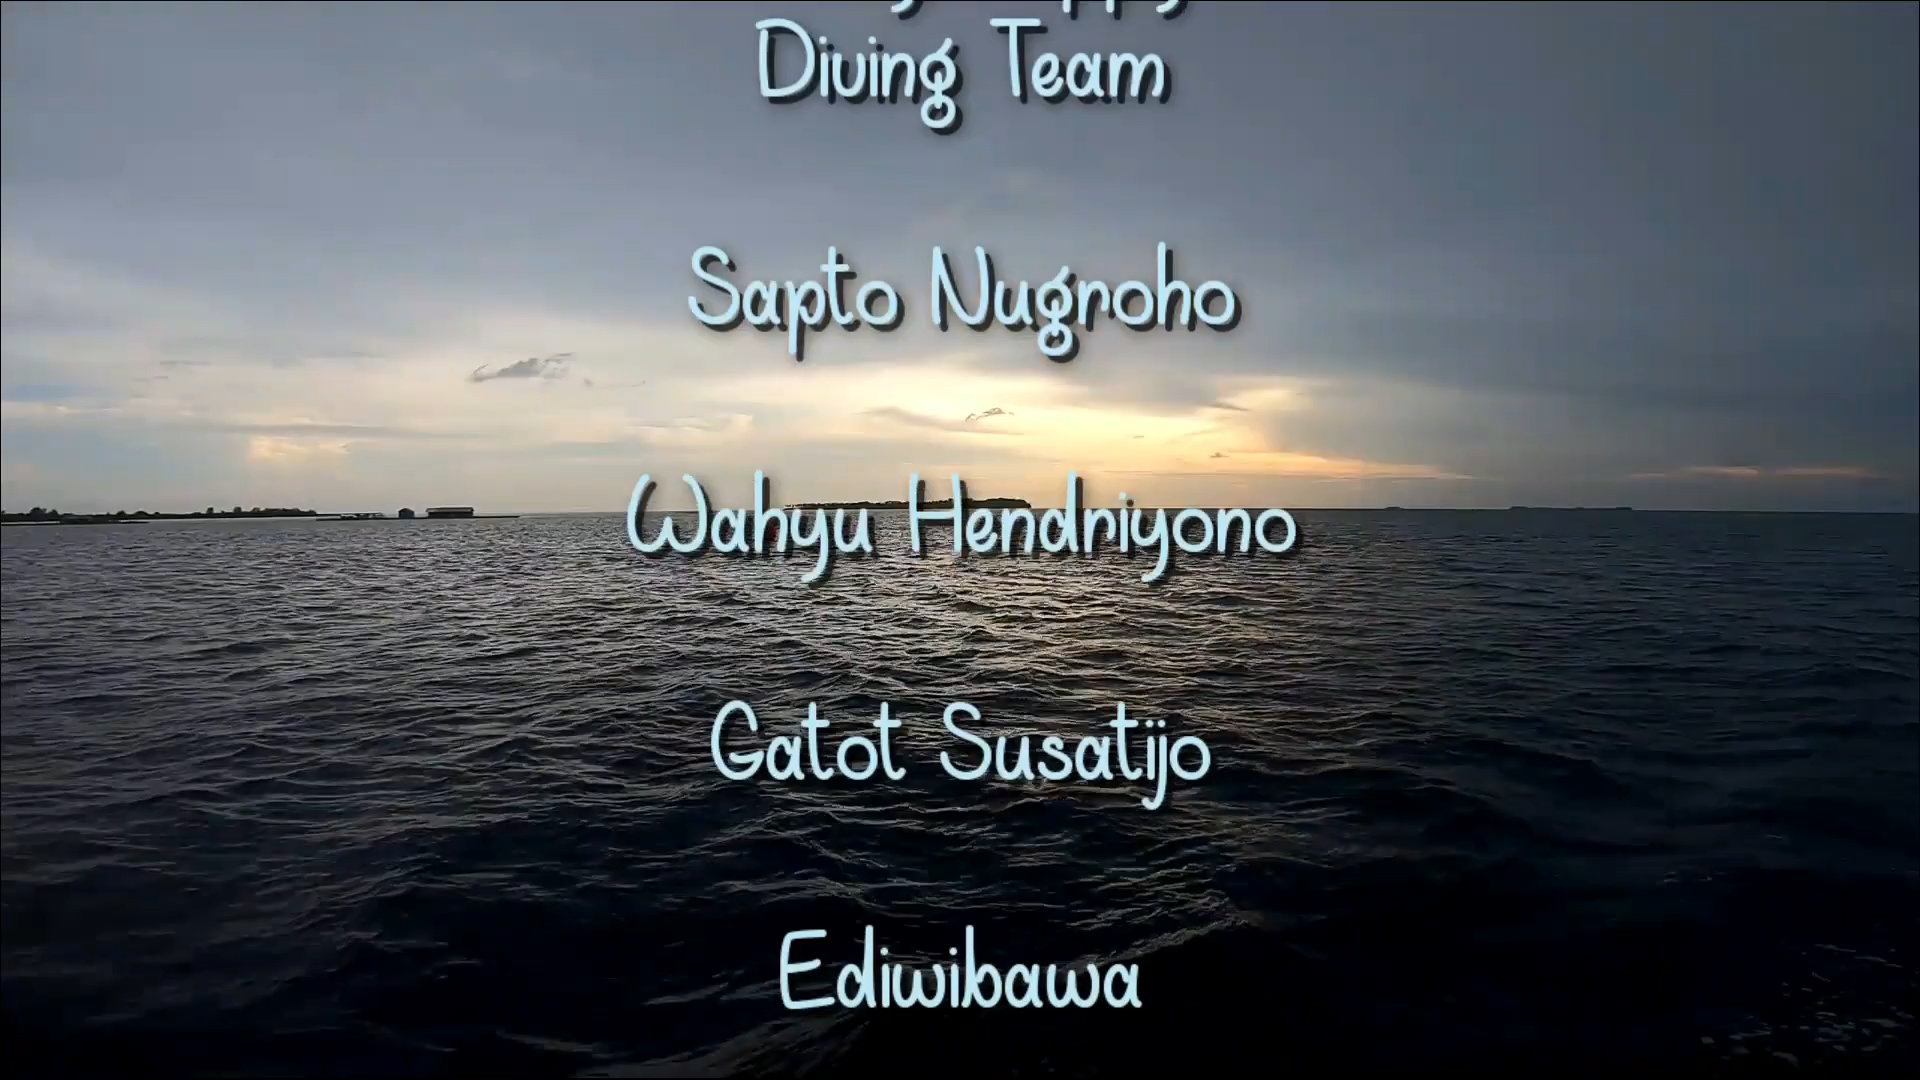 Diving Team
Sapto Nugroho
Wahyu Hendriyono
Gatot Susatijo
Ediwibawa